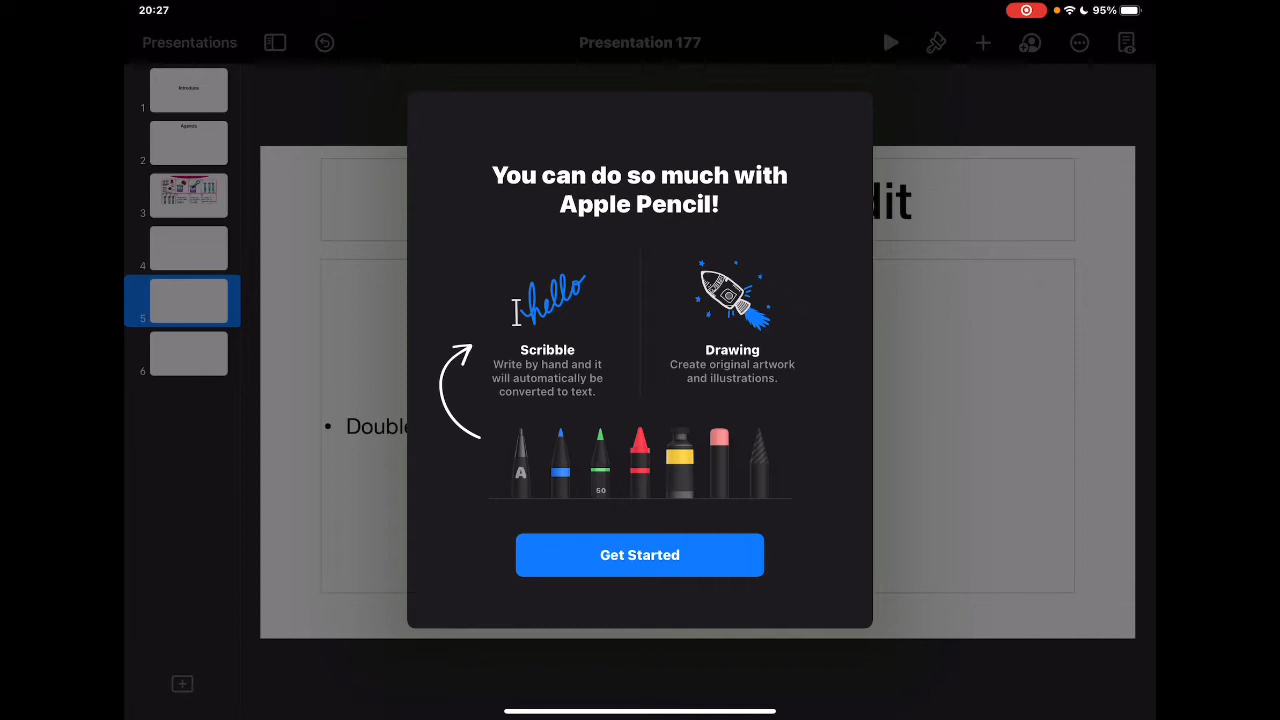 20:27
95%
Presentations
Presentation 177
1
Introduce
2
Agenda
3
4
5
6
You can do so much with
Apple Pencil!
hello
Scribble
Write by hand and it
will automatically be
converted to text.
Drawing
Create original artwork
and illustrations.
A
50
Get Started